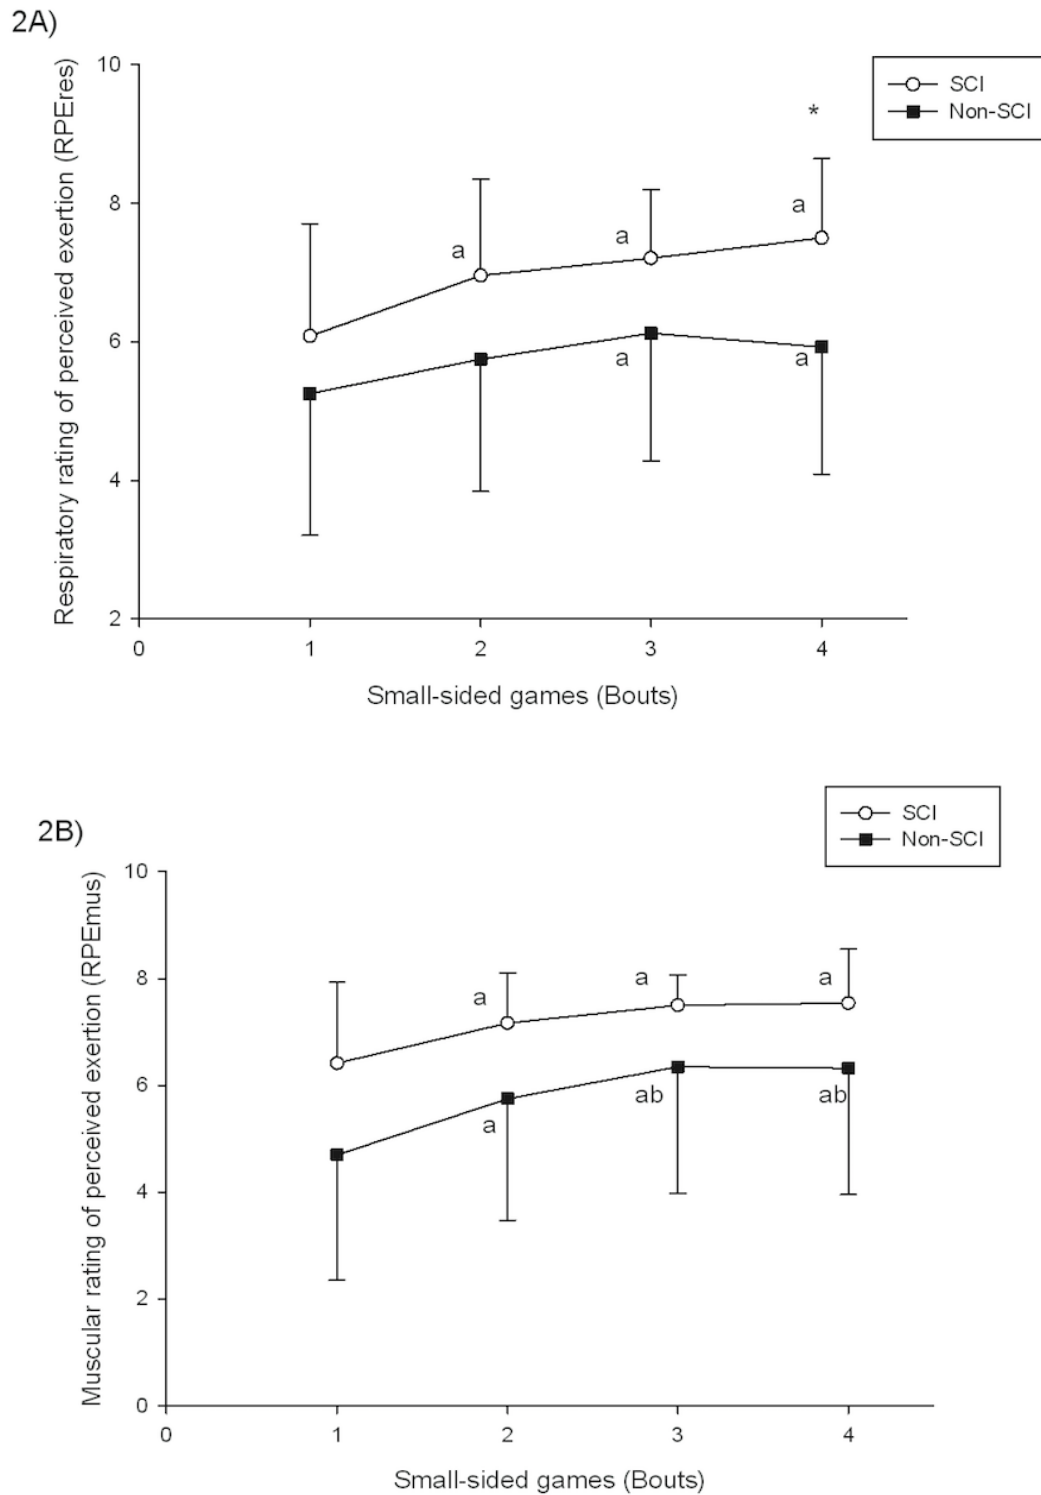 2A)
SCI
Non-SCI
Respiratory rating of perceived exertion (RPEres)
10
8
6
4
2
*
a
a
a
a
a
0
1
2
3
4
Small-sided games (Bouts)
2B)
SCI
Non-SCI
Muscular rating of perceived exertion (RPEmus)
10
8
6
4
2
0
a
a
a
a
ab
ab
0
1
2
3
4
Small-sided games (Bouts)